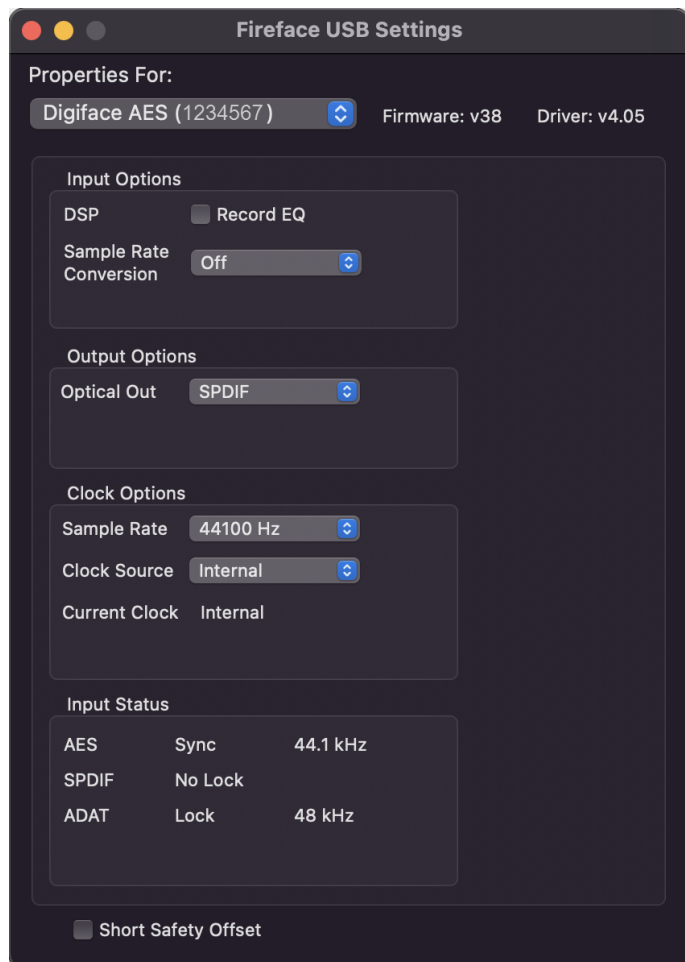 Fireface USB Settings
Properties For:
Digiface AES (1234567) Firmware: v38 Driver: v4.05
Input Options
DSP Record EQ
Sample Rate
Conversion Off
Output Options
Optical Out SPDIF
Clock Options
Sample Rate 44100 Hz
Clock Source Internal
Current Clock Internal
Input Status
AES Sync 44.1 kHz
SPDIF No Lock
ADAT Lock 48 kHz
Short Safety Offset